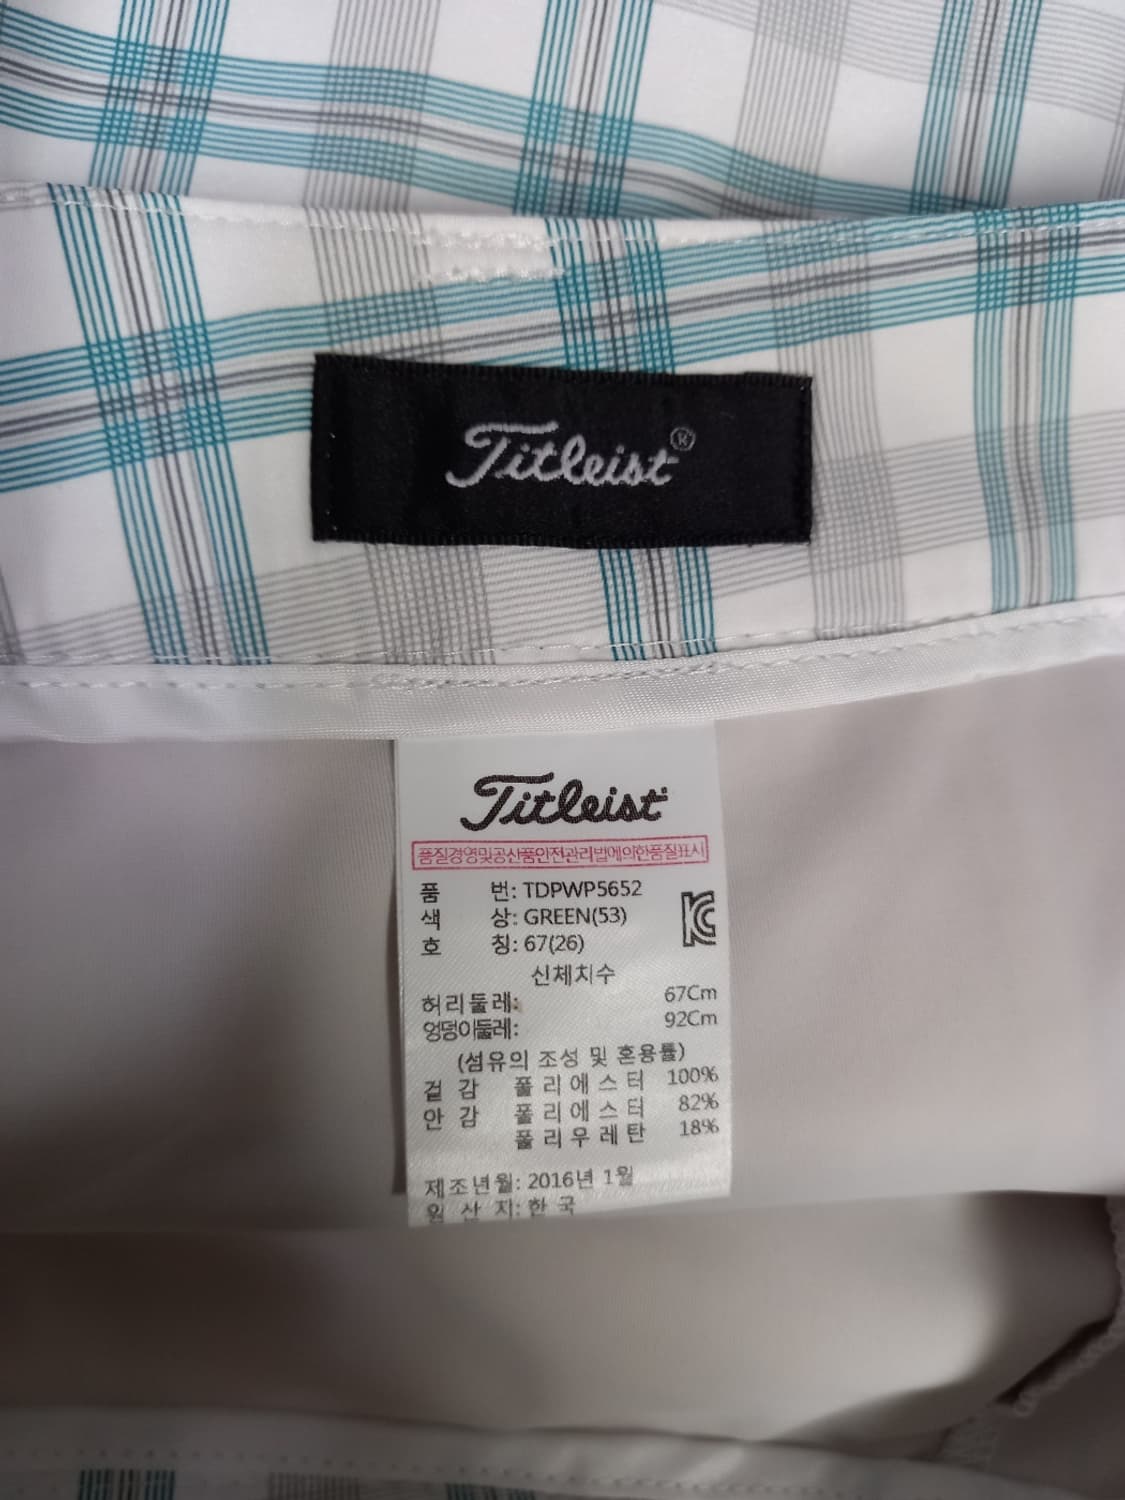 Titleist®
Titleist
품질경영및공산품안전관리법에의한품질표시
품 번: TDPWP5652
색 상: GREEN(53)
호 칭: 67(26)
신체치수
허리둘레: 67Cm
엉덩이둘레: 92Cm
(섬유의 조성 및 혼용률)
겉 감 폴리에스터 100%
안 감 폴리에스터 82%
폴리우레탄 18%
제조년월: 2016년 1월
원 산 지: 한 국